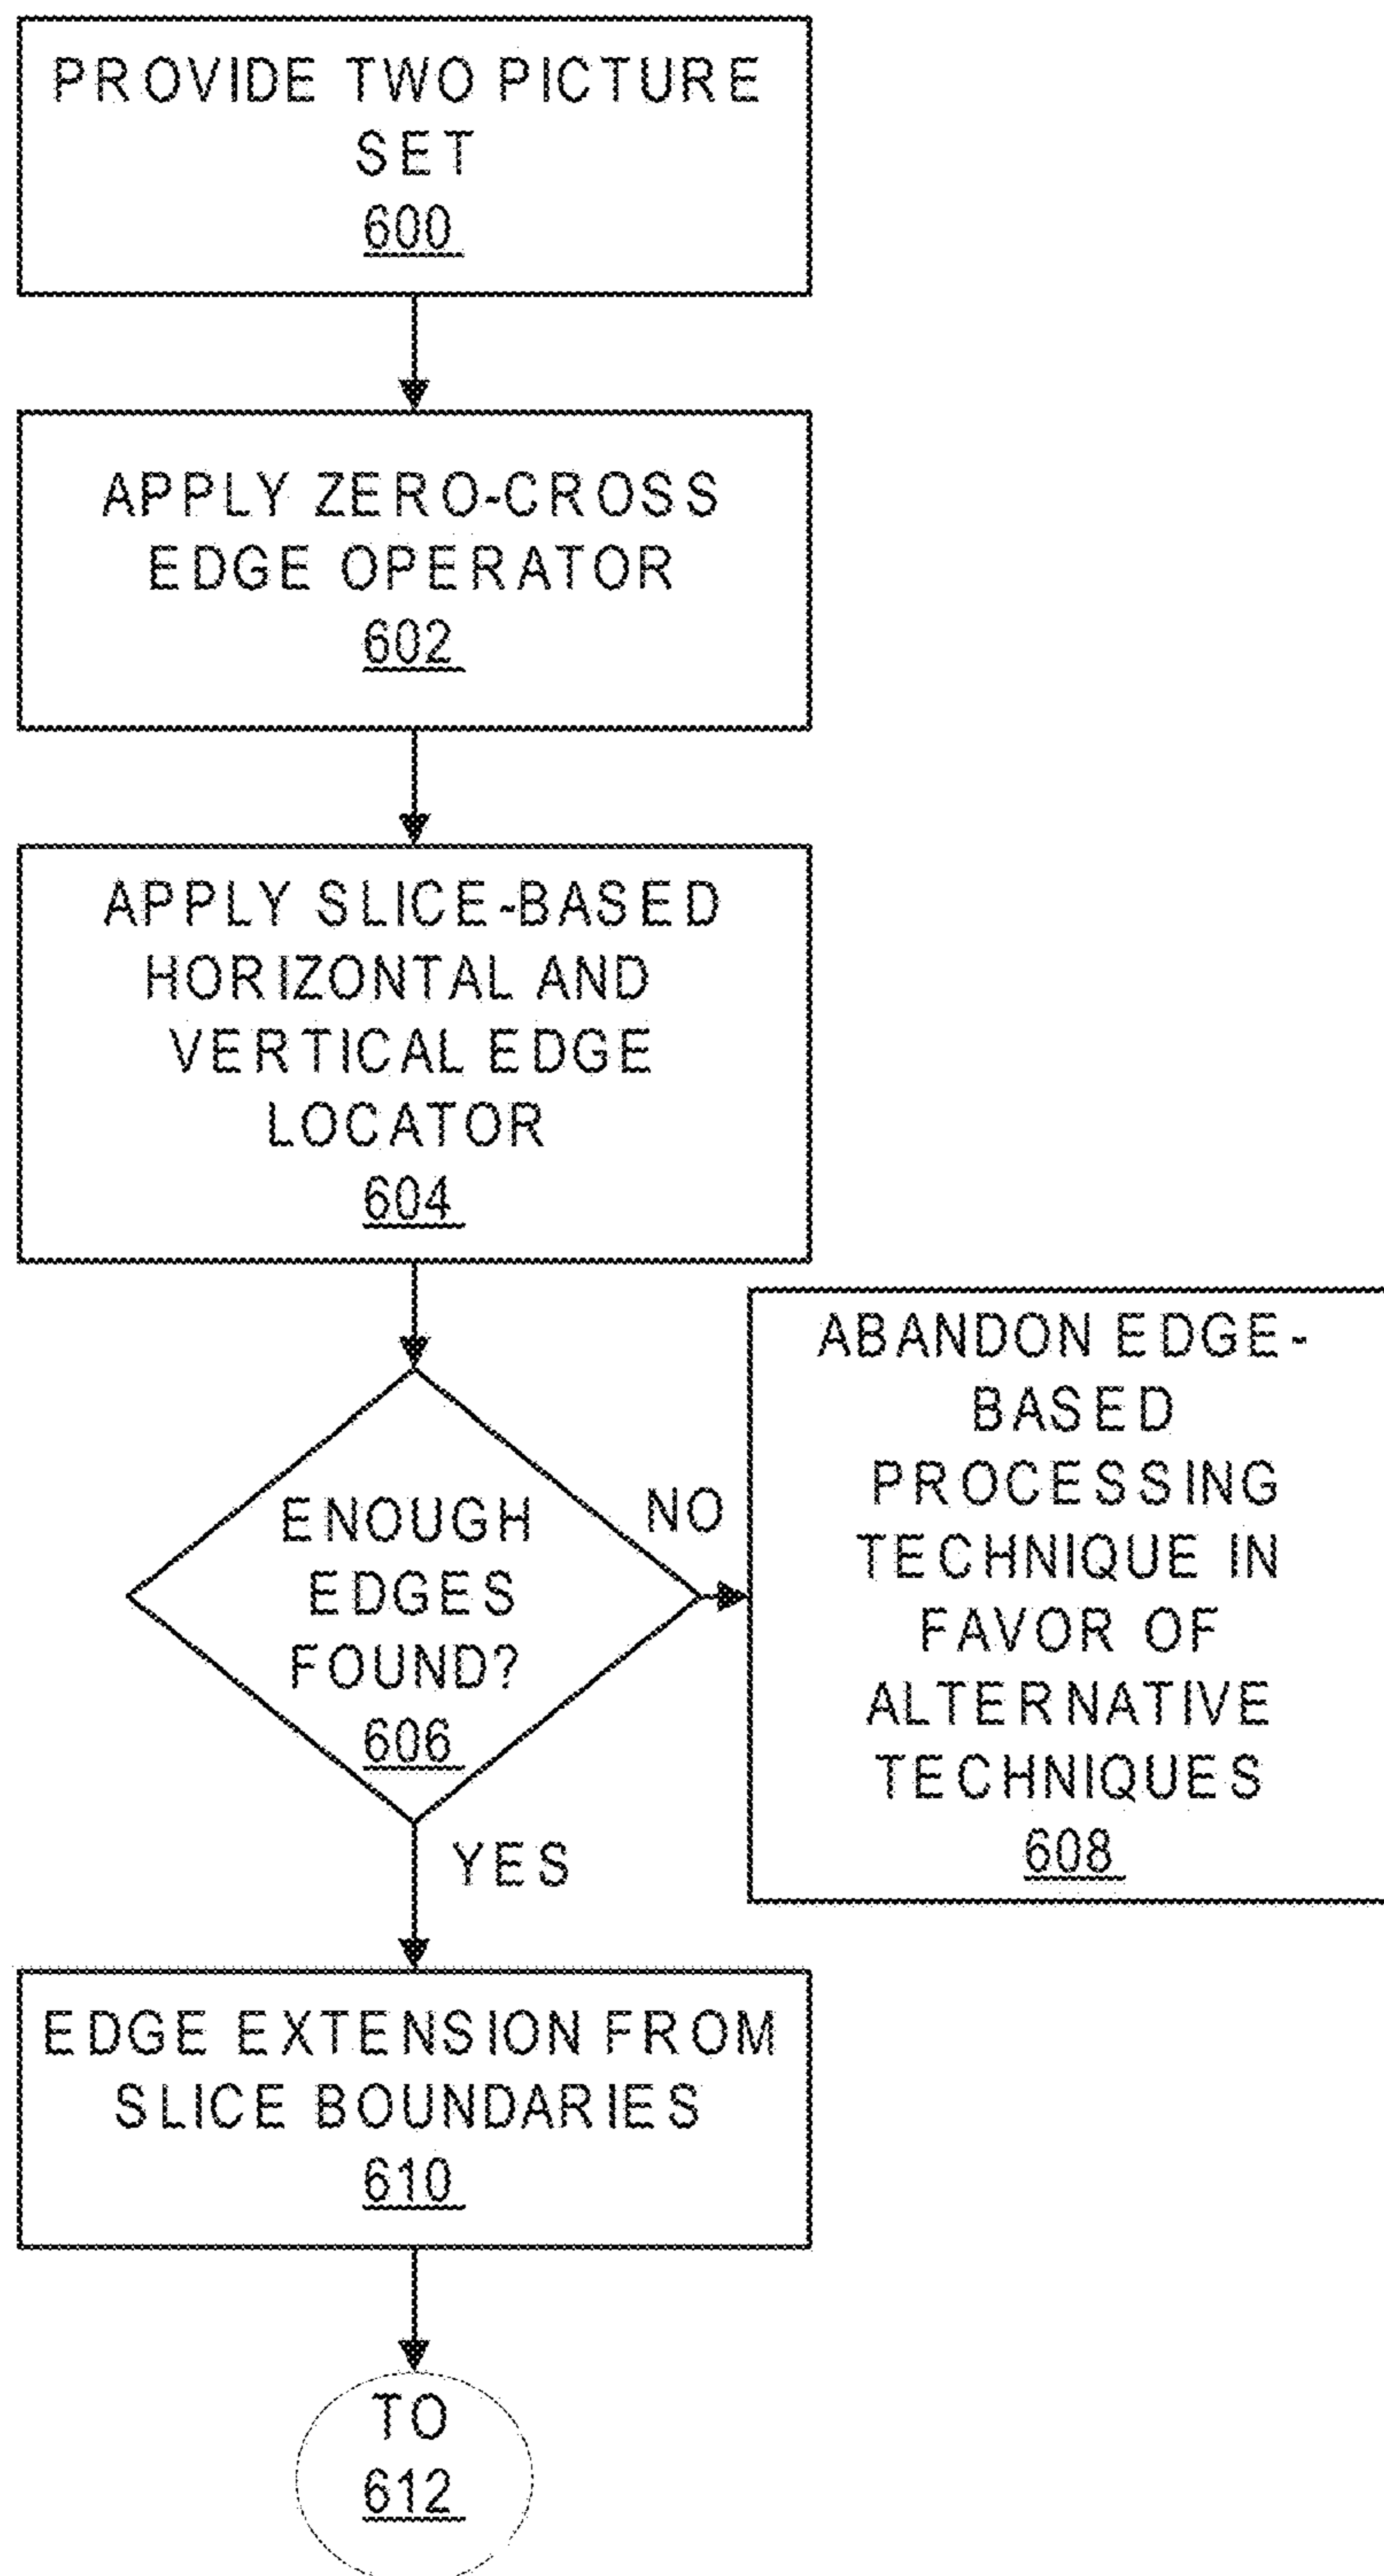 PROVIDE TWO PICTURE
SET
600
APPLY ZERO-CROSS
EDGE OPERATOR
602
APPLY SLICE-BASED
HORIZONTAL AND
VERTICAL EDGE
LOCATOR
604
ENOUGH
EDGES
FOUND?
606
NO
ABANDON EDGE-
BASED
PROCESSING
TECHNIQUE IN
FAVOR OF
ALTERNATIVE
TECHNIQUES
608
YES
EDGE EXTENSION FROM
SLICE BOUNDARIES
610
TO
612